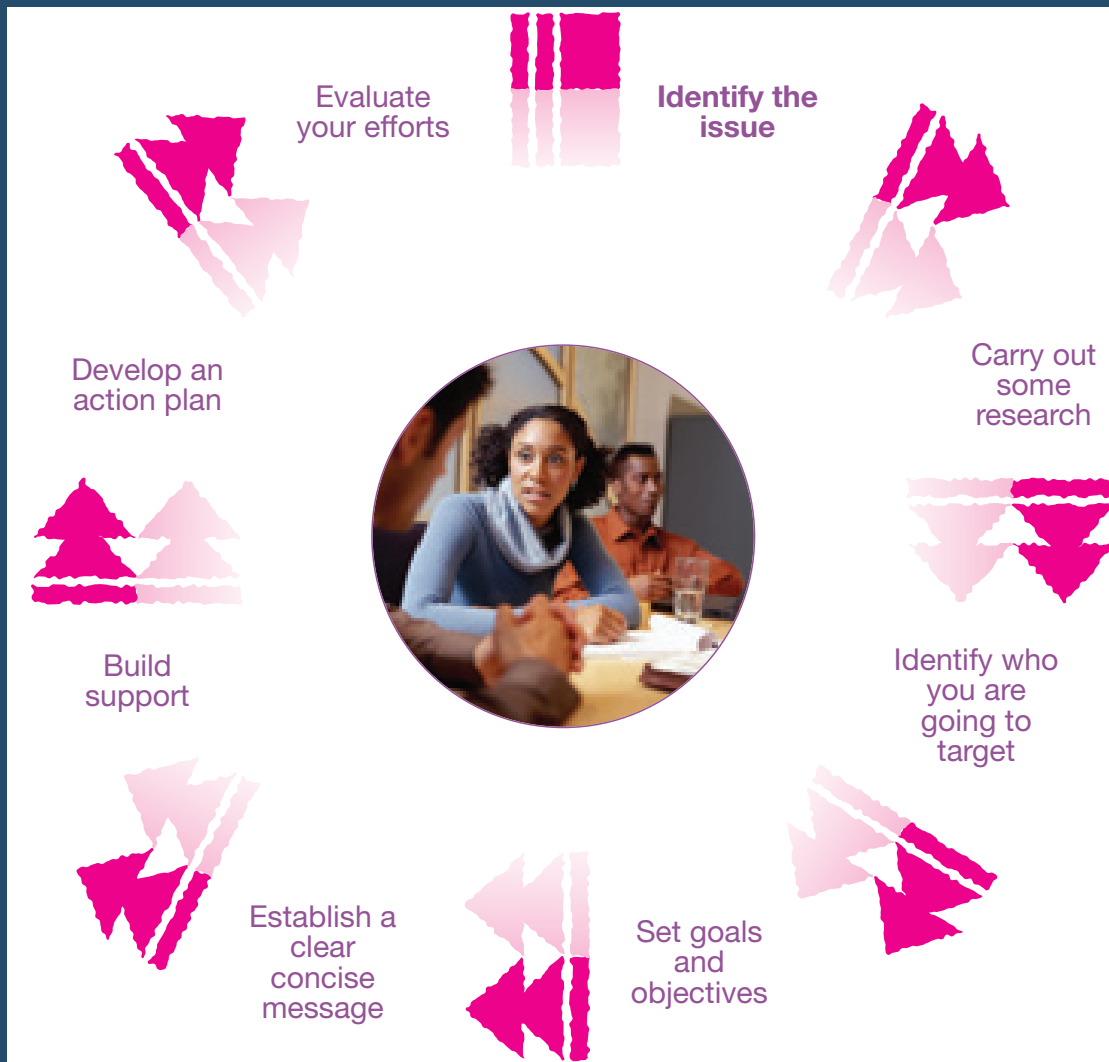 Identify the
issue
Carry out
some
research
Identify who
you are
going to
target
Set goals
and
objectives
Establish a
clear
concise
message
Build
support
Develop an
action plan
Evaluate
your efforts